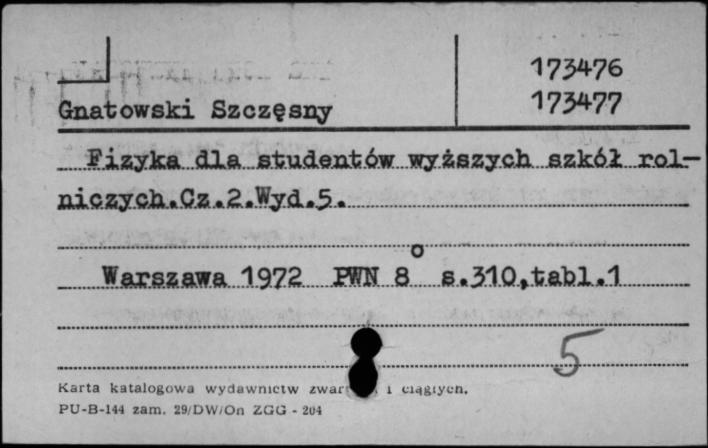 173476
Gnatowski Szczęsny 173477
Fizyka dla studentów wyższych szkół rol-
niczych.Cz.2.Wyd.5.
Warszawa 1972 PWN 8° s.310,tabl.1
5
Karta katalogowa wydawnictw i ciągłych.
PU-B-144 zam. 29/DW/On ZGG - 204